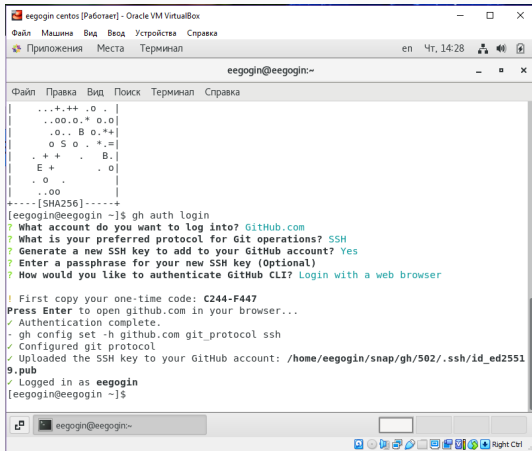 eegogin centos [Работает] - Oracle VM VirtualBox
Файл Машина Вид Ввод Устройства Справка
Приложения Места Терминал en Чт, 14:28
eegogin@eegogin:~
Файл Правка Вид Поиск Терминал Справка
| ...+.++ .o . |
| ..oo.o.* o.o|
| .o.. B o.*+|
| o S o . *.=|
| . + + . B.|
| E + . o|
| . o . |
| ..oo |
+----[SHA256]-----+
[eegogin@eegogin ~]$ gh auth login
? What account do you want to log into? GitHub.com
? What is your preferred protocol for Git operations? SSH
? Generate a new SSH key to add to your GitHub account? Yes
? Enter a passphrase for your new SSH key (Optional)
? How would you like to authenticate GitHub CLI? Login with a web browser
! First copy your one-time code: C244-F447
Press Enter to open github.com in your browser...
✓ Authentication complete.
- gh config set -h github.com git_protocol ssh
✓ Configured git protocol
✓ Uploaded the SSH key to your GitHub account: /home/eegogin/snap/gh/502/.ssh/id_ed2551
9.pub
✓ Logged in as eegogin
[eegogin@eegogin ~]$
eegogin@eegogin:~
Right Ctrl